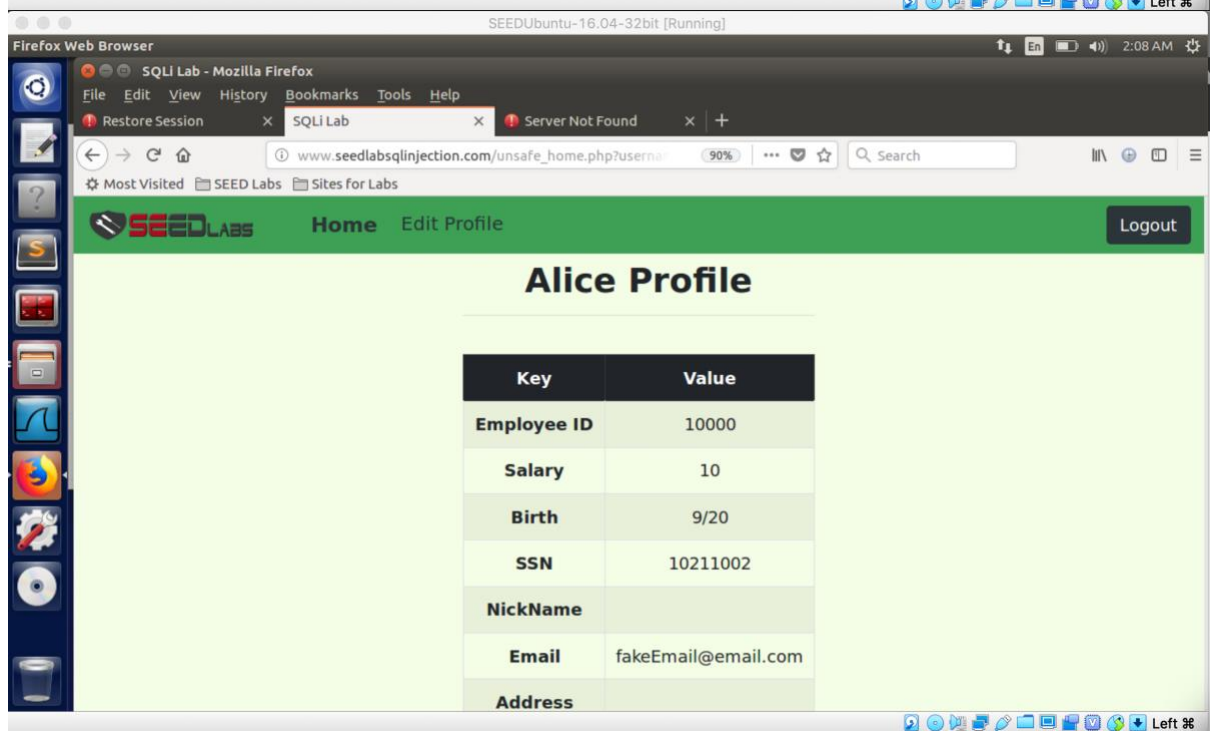 Left ⌘
SEEDUbuntu-16.04-32bit [Running]
Firefox Web Browser
En
2:08 AM
SQLi Lab - Mozilla Firefox
File Edit View History Bookmarks Tools Help
Restore Session
SQLi Lab
Server Not Found
www.seedlabsqlinjection.com/unsafe_home.php?userna
90%
Search
Most Visited SEED Labs Sites for Labs
SEEDLABS
Home Edit Profile
Logout
Alice Profile
Key Value
Employee ID 10000
Salary 10
Birth 9/20
SSN 10211002
NickName
Email fakeEmail@email.com
Address
Left ⌘